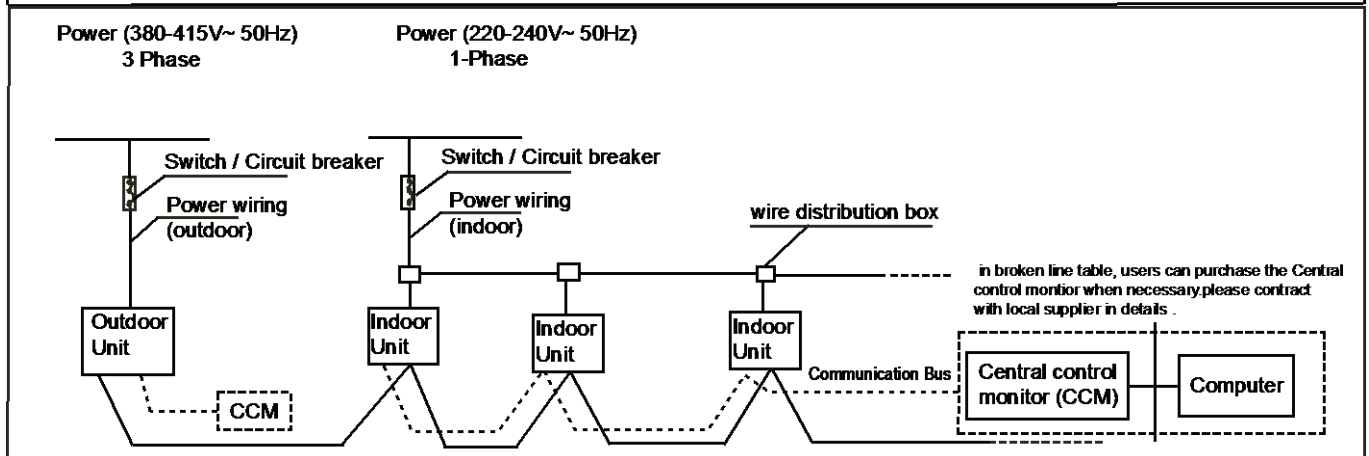 Power (380-415V~ 50Hz)
3 Phase
Power (220-240V~ 50Hz)
1-Phase
Switch / Circuit breaker
Power wiring
(outdoor)
Switch / Circuit breaker
Power wiring
(indoor)
wire distribution box
in broken line table, users can purchase the Central
control montior when necessary.please contract
with local supplier in details .
Outdoor
Unit
Indoor
Unit
Indoor
Unit
Indoor
Unit
Communication Bus
Central control
monitor (CCM)
Computer
CCM